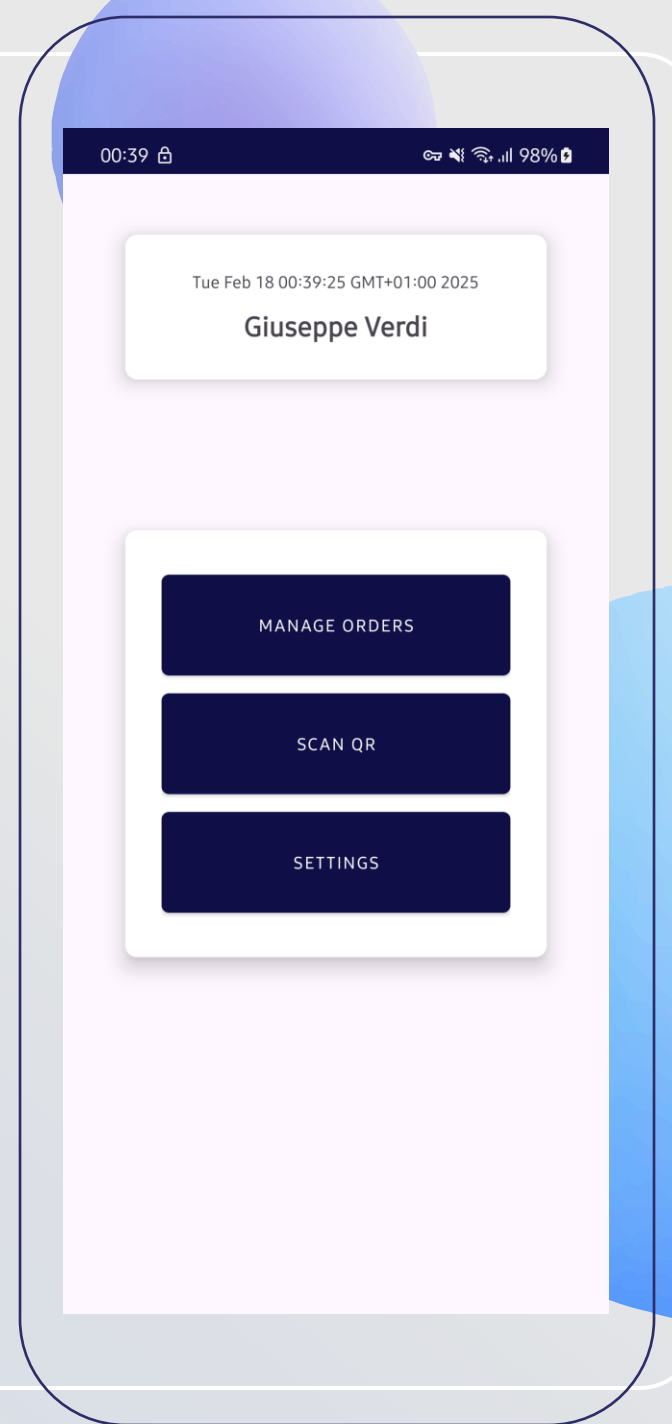 00:39
98%
Tue Feb 18 00:39:25 GMT+01:00 2025
Giuseppe Verdi
MANAGE ORDERS
SCAN QR
SETTINGS